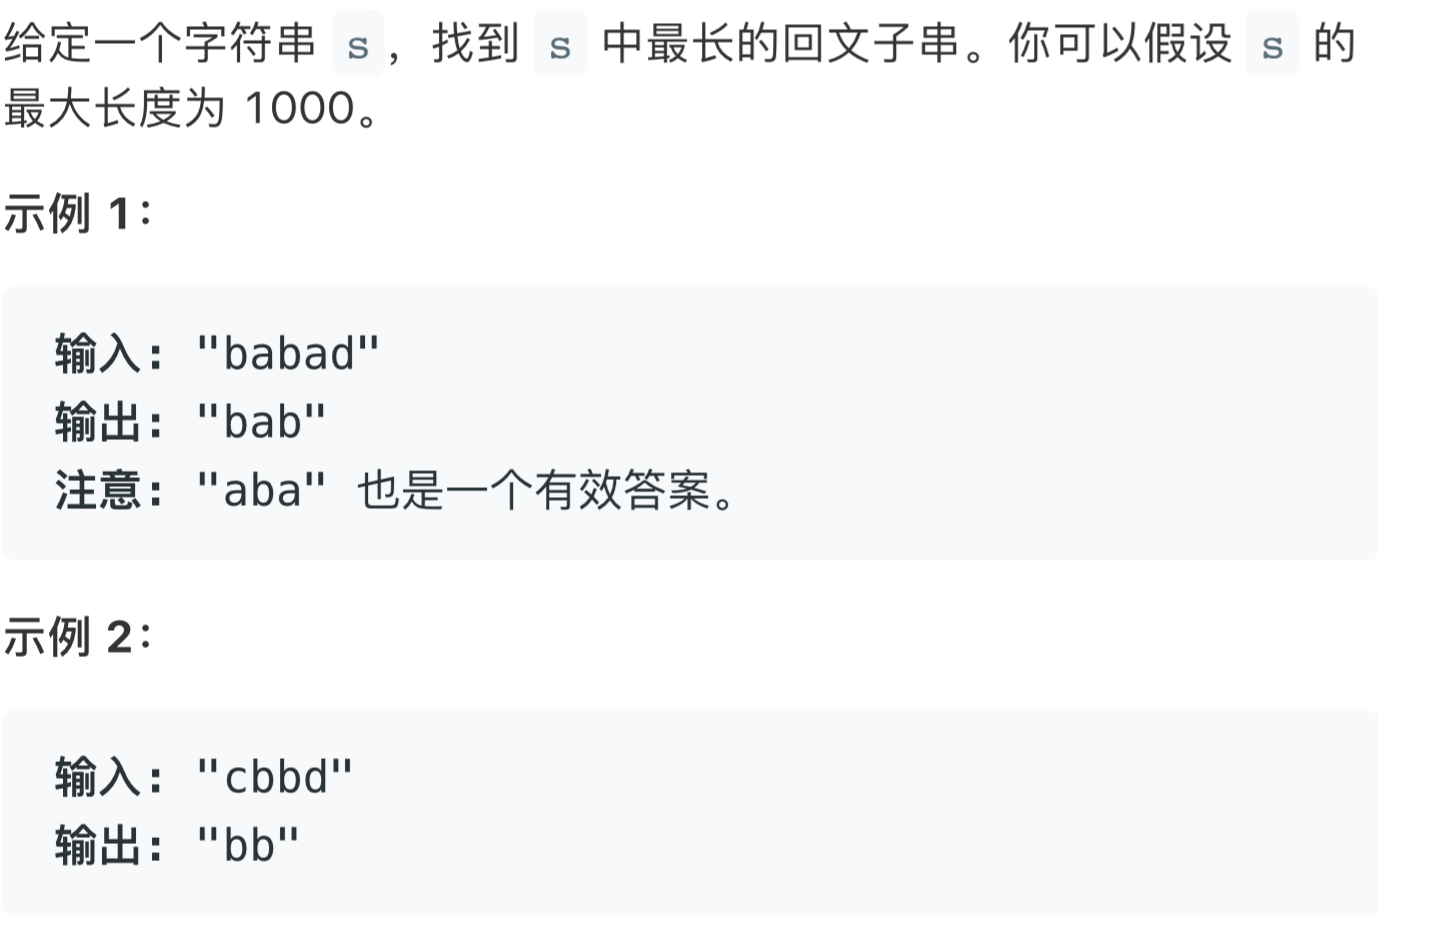 给定一个字符串 s，找到 s 中最长的回文子串。你可以假设 s 的
最大长度为 1000。
示例 1：
输入: "babad"
输出: "bab"
注意: "aba" 也是一个有效答案。
示例 2：
输入: "cbbd"
输出: "bb"